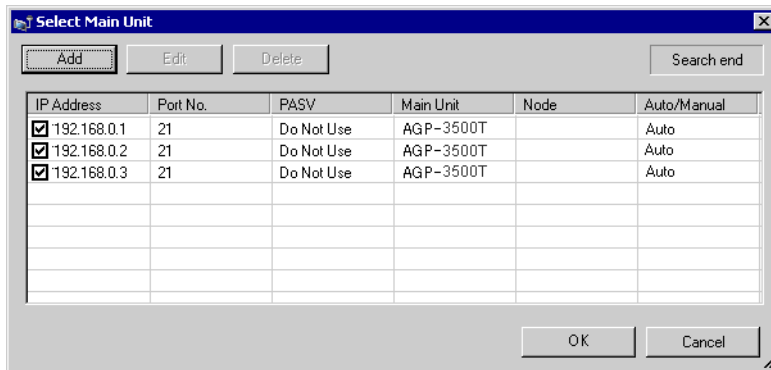 Select Main Unit
Add Edit Delete Search end
IP Address Port No. PASV Main Unit Node Auto/Manual
192.168.0.1 21 Do Not Use AGP-3500T Auto
192.168.0.2 21 Do Not Use AGP-3500T Auto
192.168.0.3 21 Do Not Use AGP-3500T Auto
OK Cancel